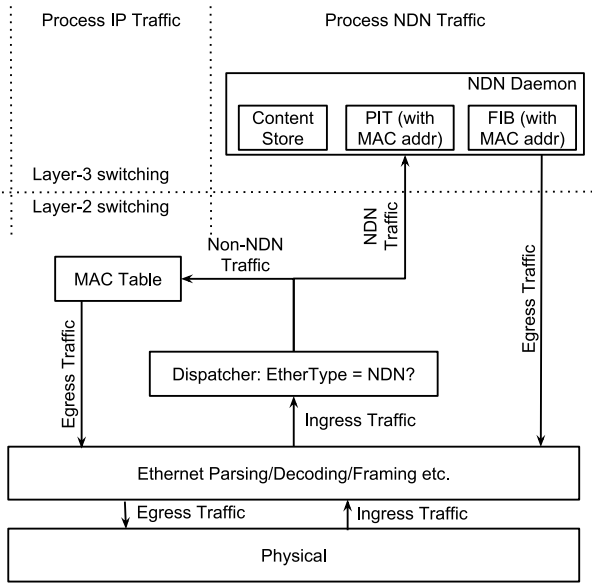 Process IP Traffic
Process NDN Traffic
NDN Daemon
Content
Store
PIT (with
MAC addr)
FIB (with
MAC addr)
Layer-3 switching
Layer-2 switching
NDN
Traffic
Non-NDN
Traffic
MAC Table
Egress Traffic
Egress Traffic
Dispatcher: EtherType = NDN?
Ingress Traffic
Ethernet Parsing/Decoding/Framing etc.
Egress Traffic
Ingress Traffic
Physical